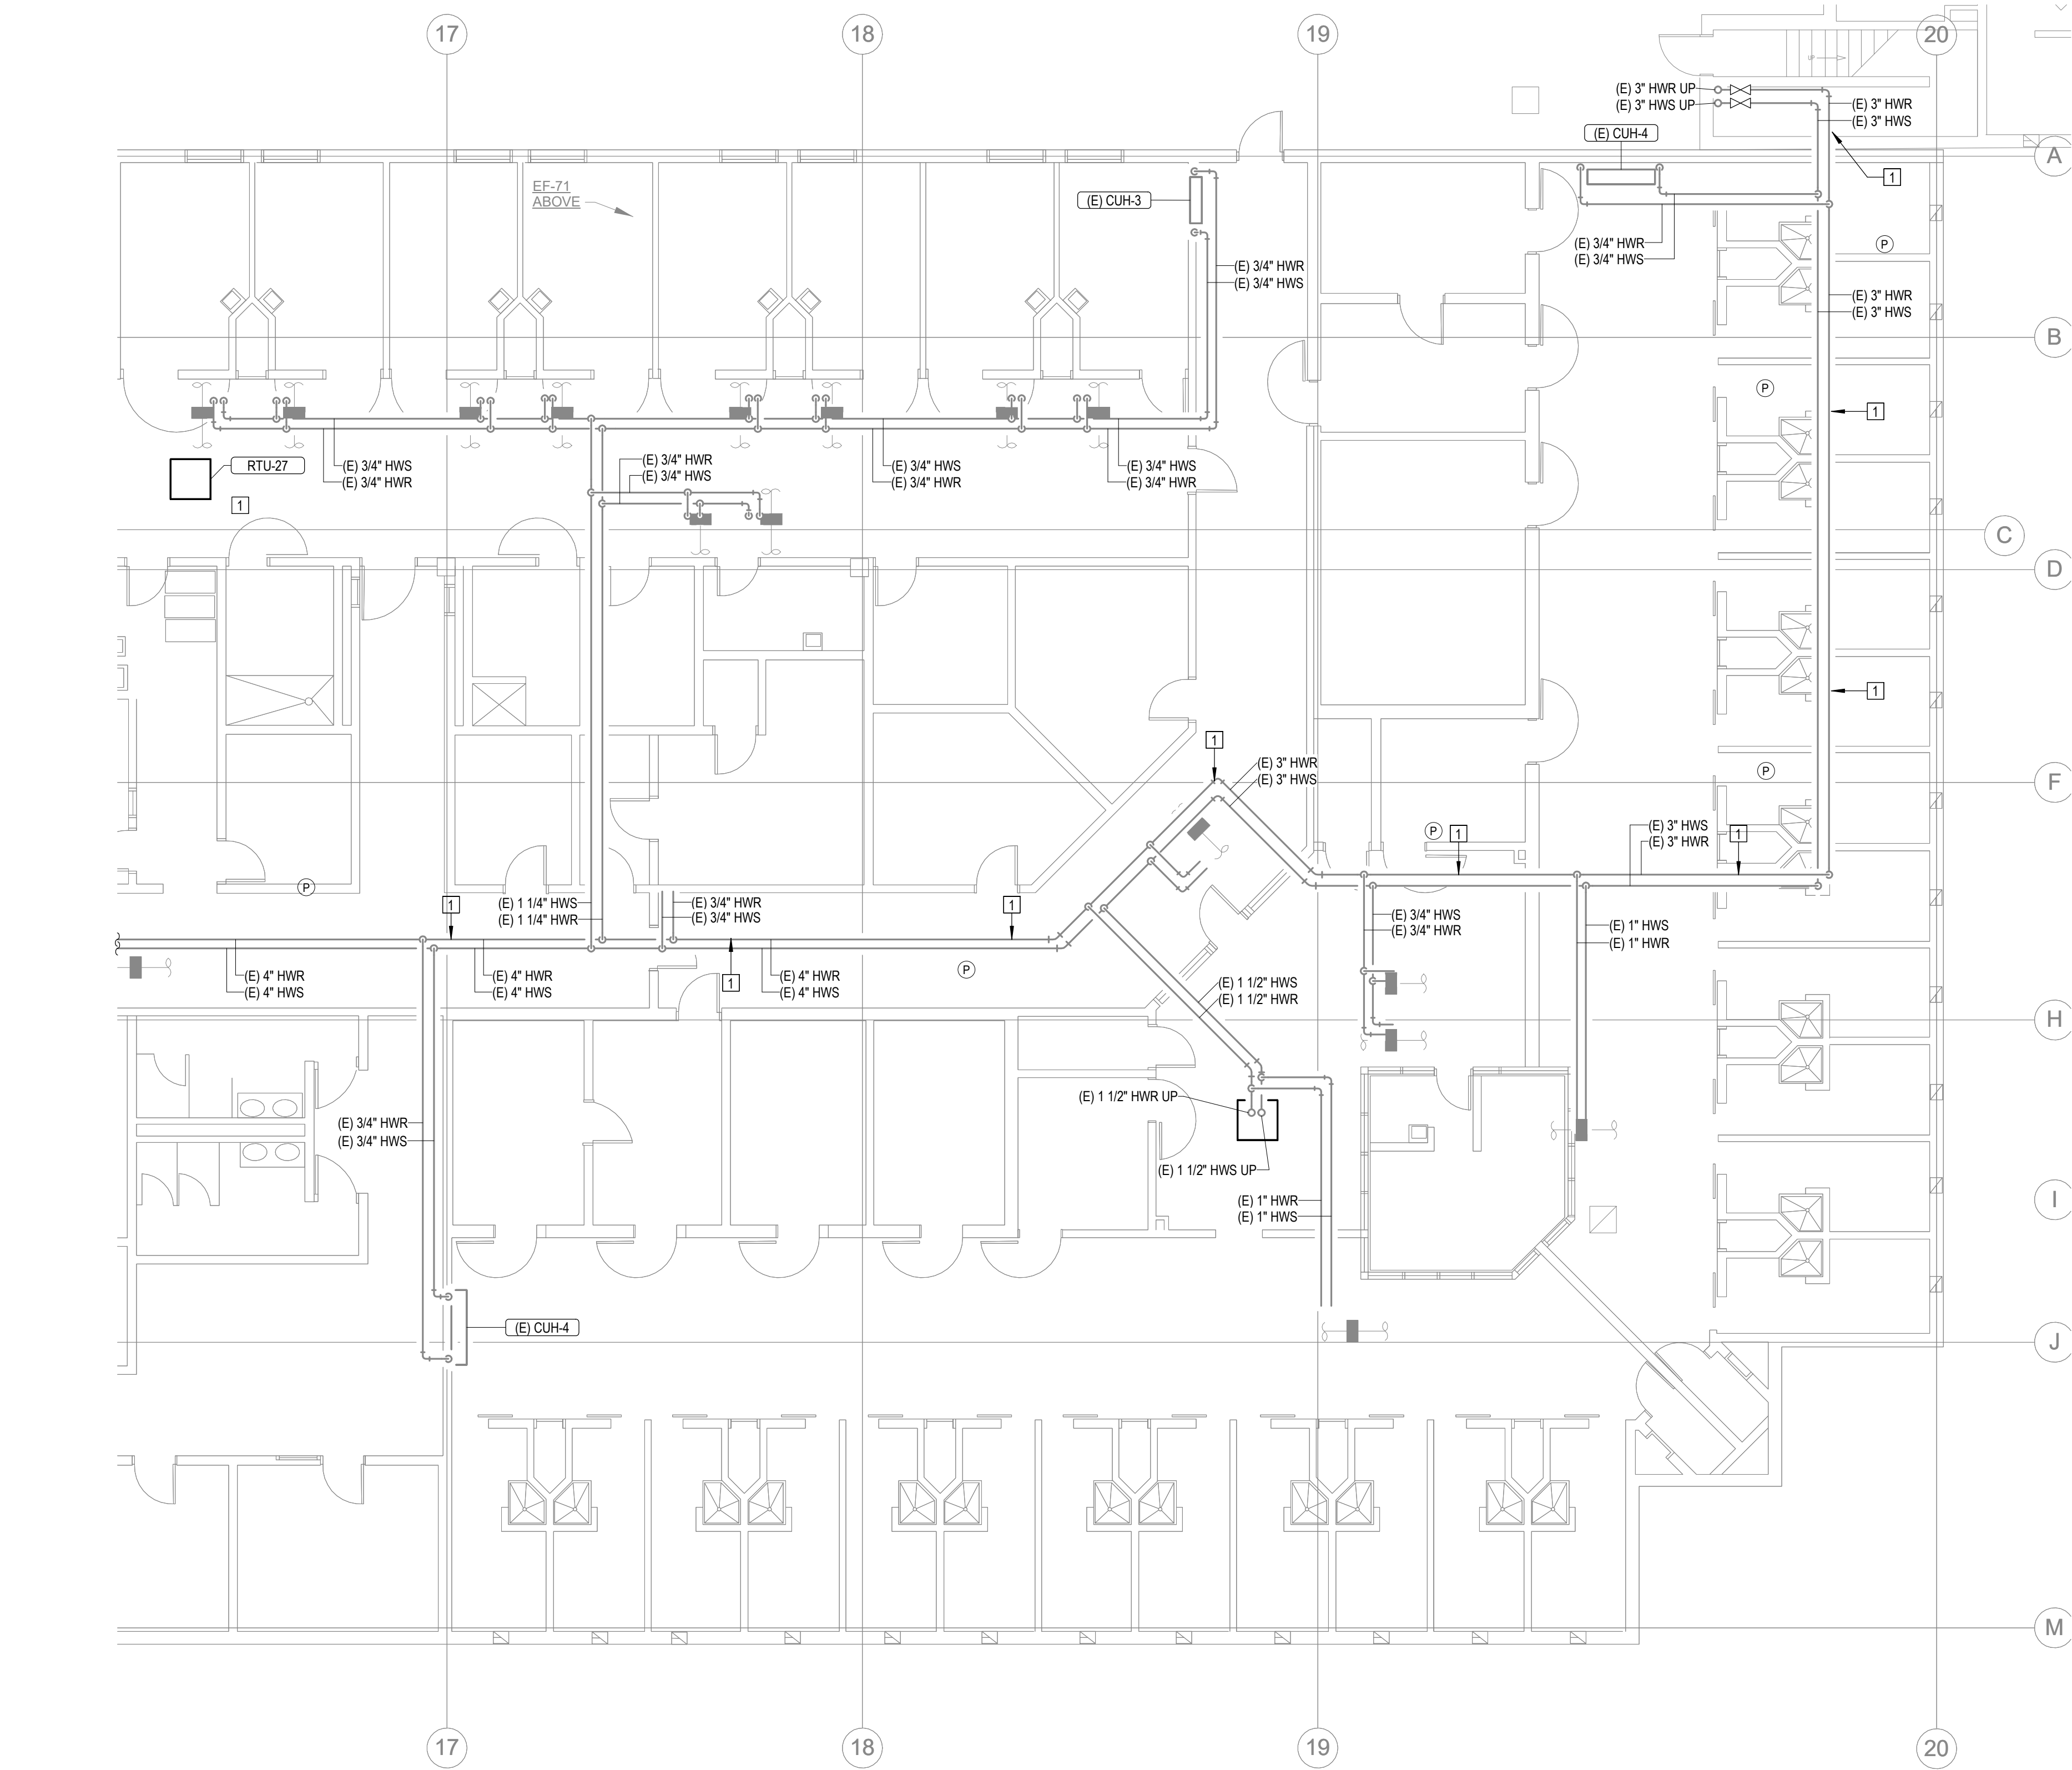 17
18
19
20
UP
(E) 3" HWR UP
(E) 3" HWS UP
(E) 3" HWR
(E) 3" HWS
(E) CUH-4
A
1
EF-71
ABOVE
(E) CUH-3
P
(E) 3/4" HWR
(E) 3/4" HWS
(E) 3/4" HWR
(E) 3/4" HWS
(E) 3" HWR
(E) 3" HWS
B
P
1
RTU-27
(E) 3/4" HWS
(E) 3/4" HWR
(E) 3/4" HWR
(E) 3/4" HWS
(E) 3/4" HWS
(E) 3/4" HWR
(E) 3/4" HWS
(E) 3/4" HWR
1
C
D
1
1
(E) 3" HWR
(E) 3" HWS
P
F
P
1
(E) 3" HWS
(E) 3" HWR
1
P
1
(E) 1 1/4" HWS
(E) 1 1/4" HWR
(E) 3/4" HWR
(E) 3/4" HWS
1
(E) 3/4" HWS
(E) 3/4" HWR
(E) 1" HWS
(E) 1" HWR
(E) 4" HWR
(E) 4" HWS
(E) 4" HWR
(E) 4" HWS
1
(E) 4" HWR
(E) 4" HWS
P
(E) 1 1/2" HWS
(E) 1 1/2" HWR
H
(E) 1 1/2" HWR UP
(E) 3/4" HWR
(E) 3/4" HWS
(E) 1 1/2" HWS UP
(E) 1" HWR
(E) 1" HWS
I
(E) CUH-4
J
M
17
18
19
20